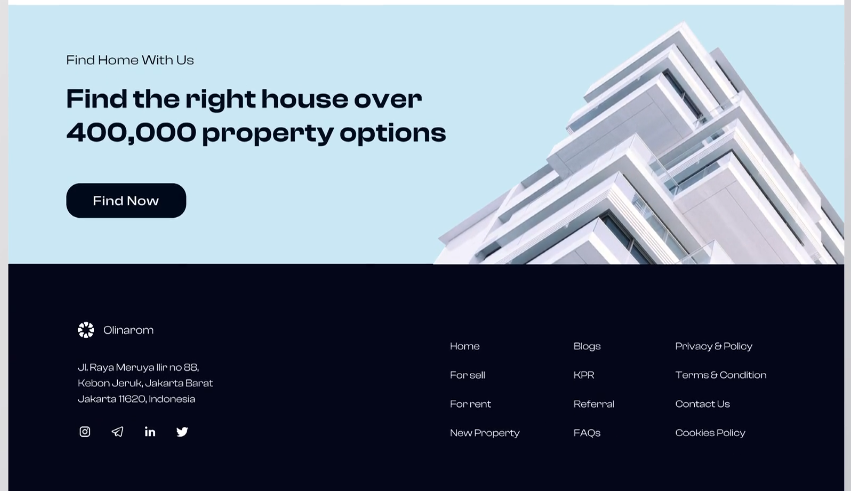 Find Home With Us
Find the right house over
400,000 property options
Find Now
Olinarom
Jl. Raya Meruya Ilir no 88,
Kebon Jeruk, Jakarta Barat
Jakarta 11620, Indonesia
Home
For sell
For rent
New Property
Blogs
KPR
Referral
FAQs
Privacy & Policy
Terms & Condition
Contact Us
Cookies Policy